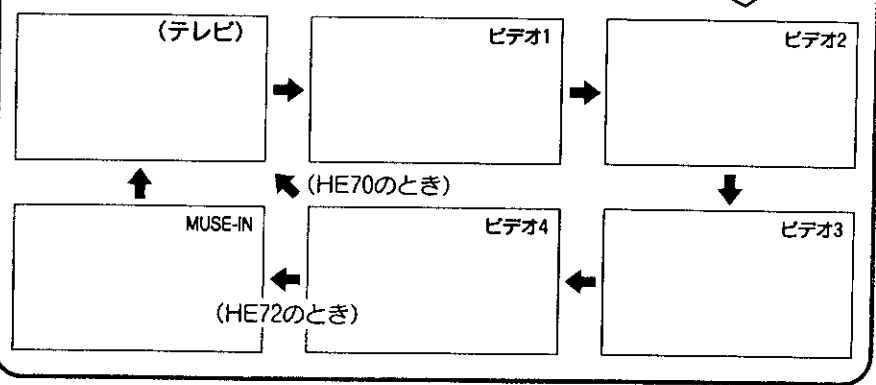 (テレビ)
ビデオ1
ビデオ2
(HE70のとき)
MUSE-IN
ビデオ4
ビデオ3
(HE72のとき)